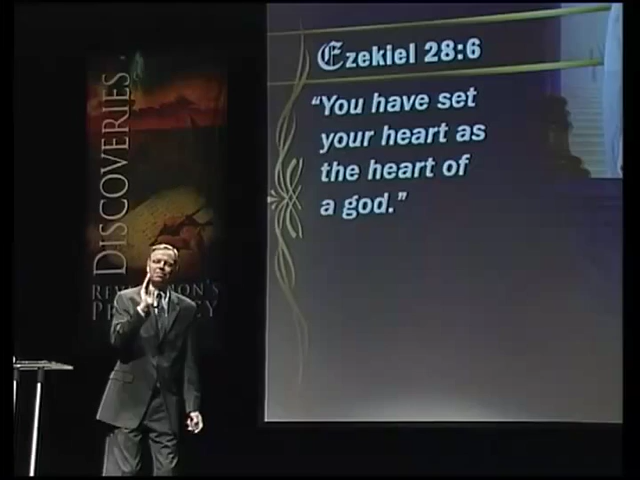 Ezekiel 28:6
“You have set
your heart as
the heart of
a god.”
DISCOVERIES